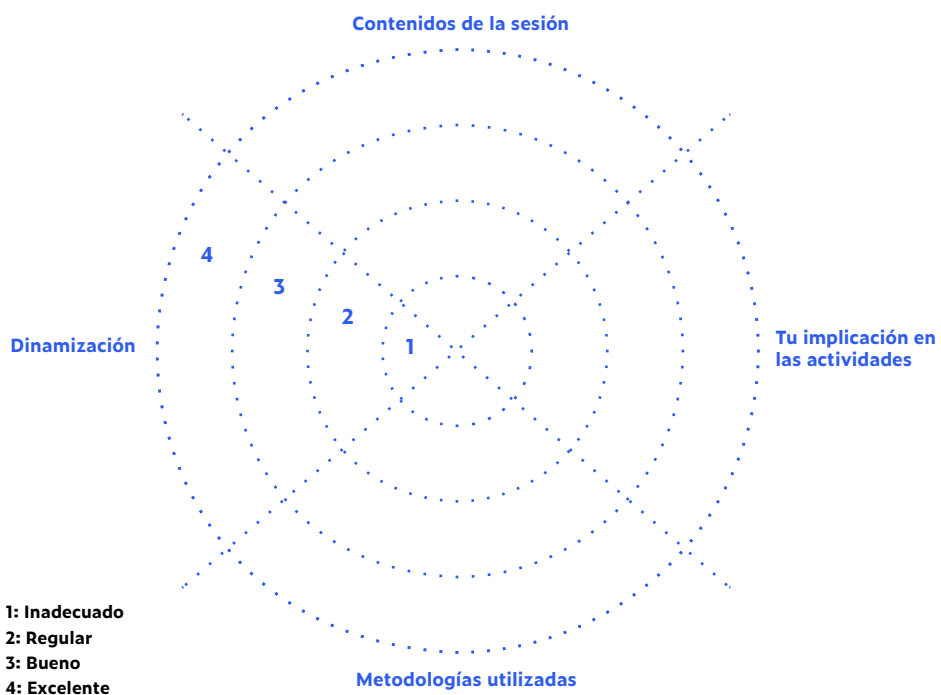 Contenidos de la sesión
4
3
2
1
Dinamización
Tu implicación en
las actividades
1: Inadecuado
2: Regular
3: Bueno
4: Excelente
Metodologías utilizadas